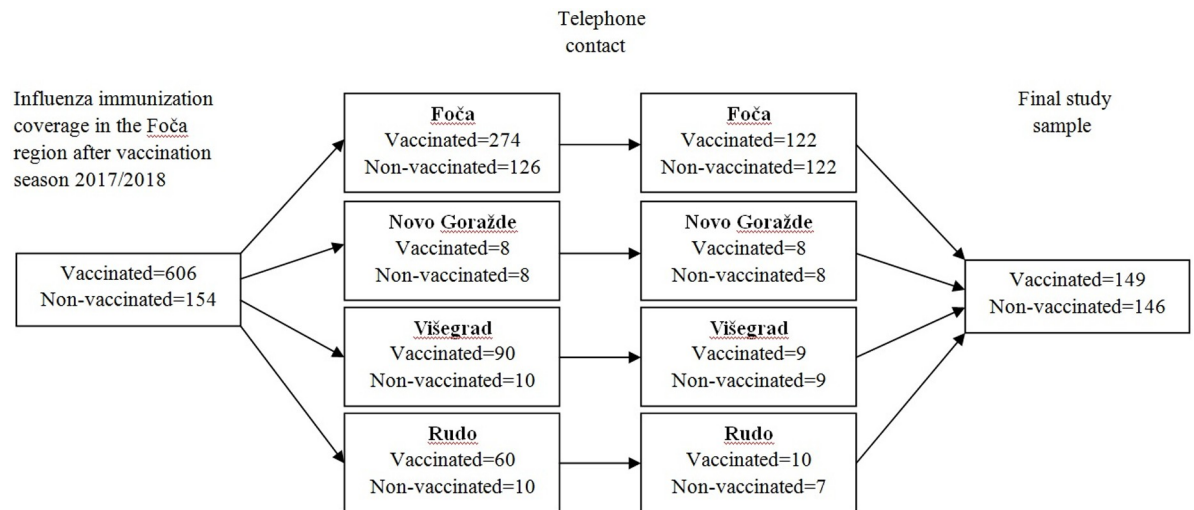 Telephone
contact
Influenza immunization
coverage in the Foča
region after vaccination
season 2017/2018
Final study
sample
Vaccinated=606
Non-vaccinated=154
Foča
Vaccinated=274
Non-vaccinated=126
Novo Goražde
Vaccinated=8
Non-vaccinated=8
Višegrad
Vaccinated=90
Non-vaccinated=10
Rudo
Vaccinated=60
Non-vaccinated=10
Foča
Vaccinated=122
Non-vaccinated=122
Novo Goražde
Vaccinated=8
Non-vaccinated=8
Višegrad
Vaccinated=9
Non-vaccinated=9
Rudo
Vaccinated=10
Non-vaccinated=7
Vaccinated=149
Non-vaccinated=146